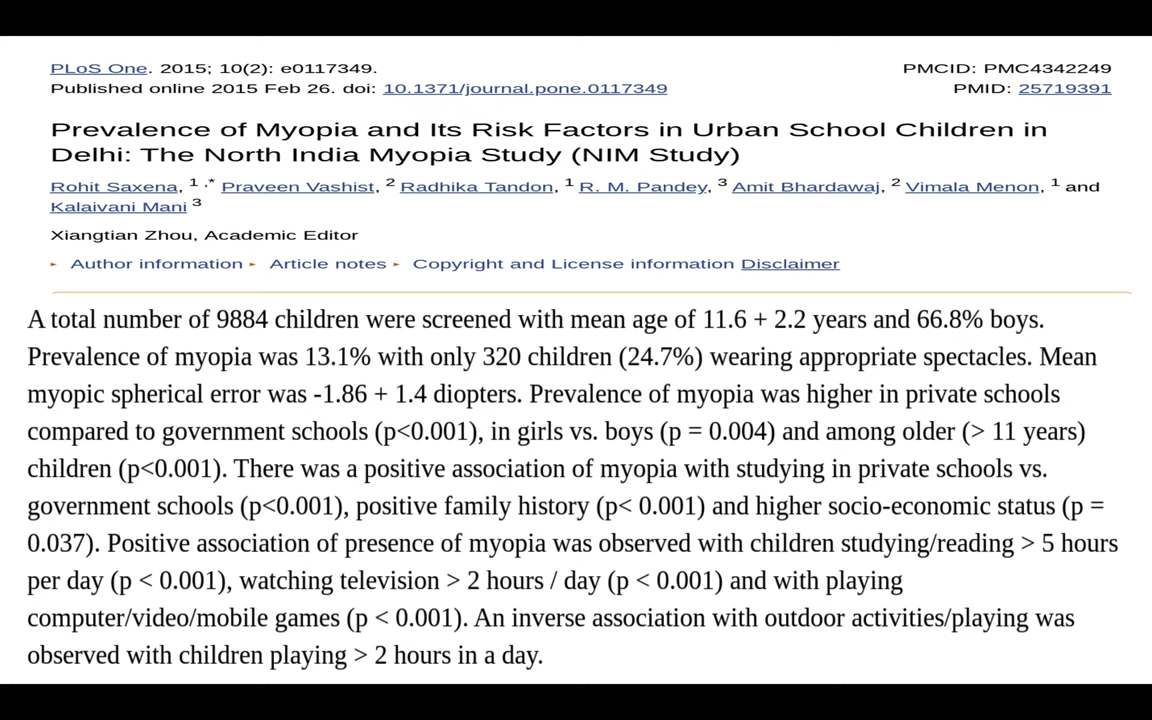 PLoS One. 2015; 10(2): e0117349.
PMCID: PMC4342249
Published online 2015 Feb 26. doi: 10.1371/journal.pone.0117349
PMID: 25719391
Prevalence of Myopia and Its Risk Factors in Urban School Children in
Delhi: The North India Myopia Study (NIM Study)
Rohit Saxena, 1 ,* Praveen Vashist, 2 Radhika Tandon, 1 R. M. Pandey, 3 Amit Bhardawaj, 2 Vimala Menon, 1 and
Kalaivani Mani 3
Xiangtian Zhou, Academic Editor
► Author information ► Article notes ► Copyright and License information Disclaimer
A total number of 9884 children were screened with mean age of 11.6 + 2.2 years and 66.8% boys.
Prevalence of myopia was 13.1% with only 320 children (24.7%) wearing appropriate spectacles. Mean
myopic spherical error was -1.86 + 1.4 diopters. Prevalence of myopia was higher in private schools
compared to government schools (p<0.001), in girls vs. boys (p = 0.004) and among older (> 11 years)
children (p<0.001). There was a positive association of myopia with studying in private schools vs.
government schools (p<0.001), positive family history (p< 0.001) and higher socio-economic status (p =
0.037). Positive association of presence of myopia was observed with children studying/reading > 5 hours
per day (p < 0.001), watching television > 2 hours / day (p < 0.001) and with playing
computer/video/mobile games (p < 0.001). An inverse association with outdoor activities/playing was
observed with children playing > 2 hours in a day.